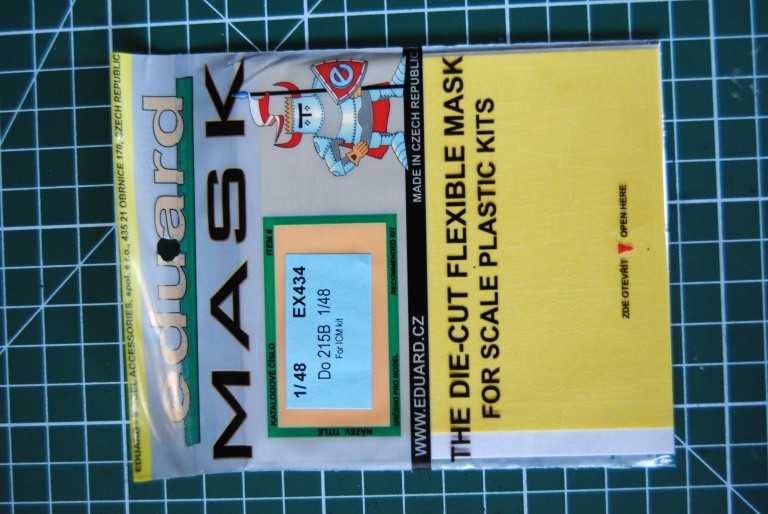 EDUARD - MODEL ACCESSORIES, spol. s r.o., 435 21 OBRNICE 170, CZECH REPUBLIC
eduard
MASK
e
KATALOGOVÉ ČÍSLO ITEM #
1/48 EX434
Do 215B 1/48
For ICM kit
URČENO PRO MODEL RECOMMENDED KIT
NÁZEV TITLE
WWW.EDUARD.CZ MADE IN CZECH REPUBLIC
THE DIE-CUT FLEXIBLE MASK
FOR SCALE PLASTIC KITS
ZDE OTEVŘÍT OPEN HERE